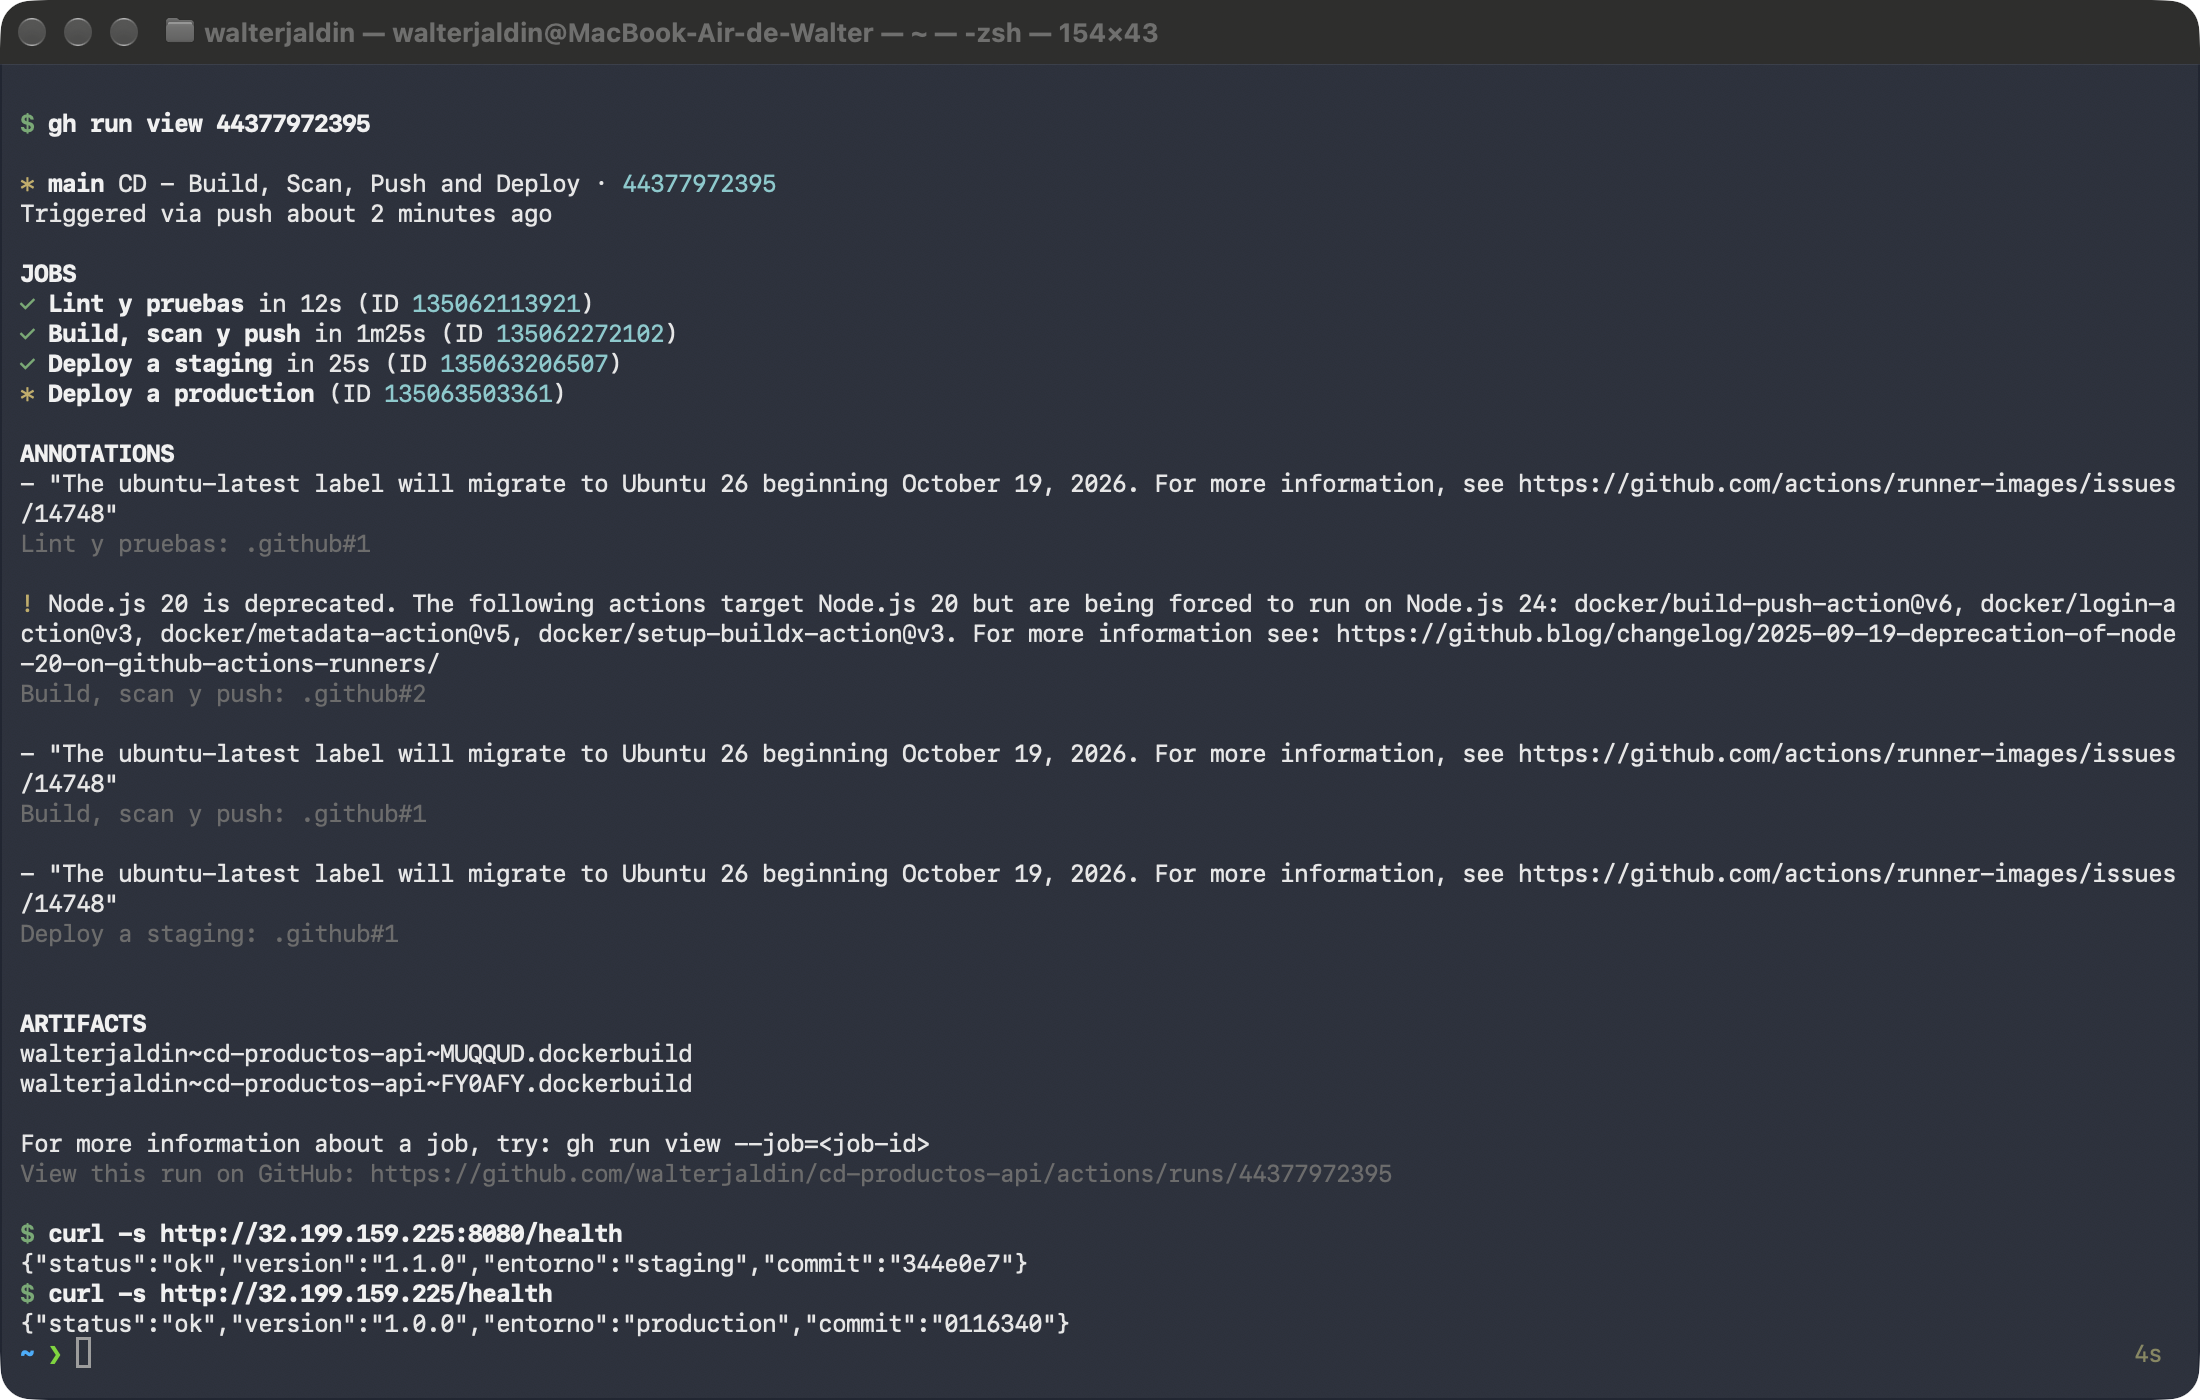 walterjaldin — walterjaldin@MacBook-Air-de-Walter — ~ — -zsh — 154×43
$ gh run view 44377972395
* main CD – Build, Scan, Push and Deploy · 44377972395
Triggered via push about 2 minutes ago
JOBS
✓ Lint y pruebas in 12s (ID 135062113921)
✓ Build, scan y push in 1m25s (ID 135062272102)
✓ Deploy a staging in 25s (ID 135063206507)
* Deploy a production (ID 135063503361)
ANNOTATIONS
- "The ubuntu-latest label will migrate to Ubuntu 26 beginning October 19, 2026. For more information, see https://github.com/actions/runner-images/issues
/14748"
Lint y pruebas: .github#1
! Node.js 20 is deprecated. The following actions target Node.js 20 but are being forced to run on Node.js 24: docker/build-push-action@v6, docker/login-a
ction@v3, docker/metadata-action@v5, docker/setup-buildx-action@v3. For more information see: https://github.blog/changelog/2025-09-19-deprecation-of-node
-20-on-github-actions-runners/
Build, scan y push: .github#2
- "The ubuntu-latest label will migrate to Ubuntu 26 beginning October 19, 2026. For more information, see https://github.com/actions/runner-images/issues
/14748"
Build, scan y push: .github#1
- "The ubuntu-latest label will migrate to Ubuntu 26 beginning October 19, 2026. For more information, see https://github.com/actions/runner-images/issues
/14748"
Deploy a staging: .github#1
ARTIFACTS
walterjaldin~cd-productos-api~MUQQUD.dockerbuild
walterjaldin~cd-productos-api~FY0AFY.dockerbuild
For more information about a job, try: gh run view --job=<job-id>
View this run on GitHub: https://github.com/walterjaldin/cd-productos-api/actions/runs/44377972395
$ curl -s http://32.199.159.225:8080/health
{"status":"ok","version":"1.1.0","entorno":"staging","commit":"344e0e7"}
$ curl -s http://32.199.159.225/health
{"status":"ok","version":"1.0.0","entorno":"production","commit":"0116340"}
~ ❯ 4s